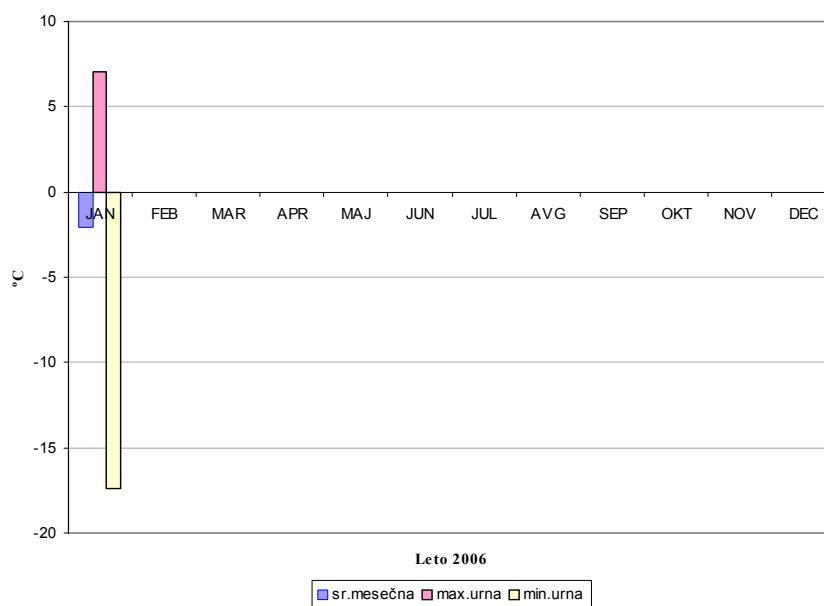 10
5
0
JAN FEB MAR APR MAJ JUN JUL AVG SEP OKT NOV DEC
°C
-5
-10
-15
-20
Leto 2006
sr.mesečna max.urna min.urna